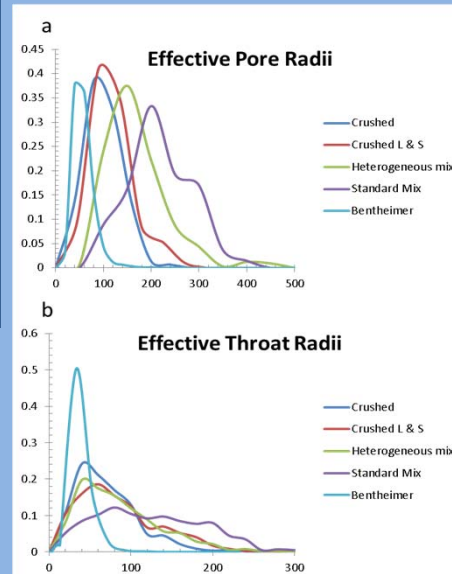 a
Effective Pore Radii
0.45
0.4
0.35
0.3
0.25
0.2
0.15
0.1
0.05
0
0 100 200 300 400 500
Crushed
Crushed L & S
Heterogeneous mix
Standard Mix
Bentheimer
b
Effective Throat Radii
0.6
0.5
0.4
0.3
0.2
0.1
0
0 100 200 300
Crushed
Crushed L & S
Heterogeneous mix
Standard Mix
Bentheimer